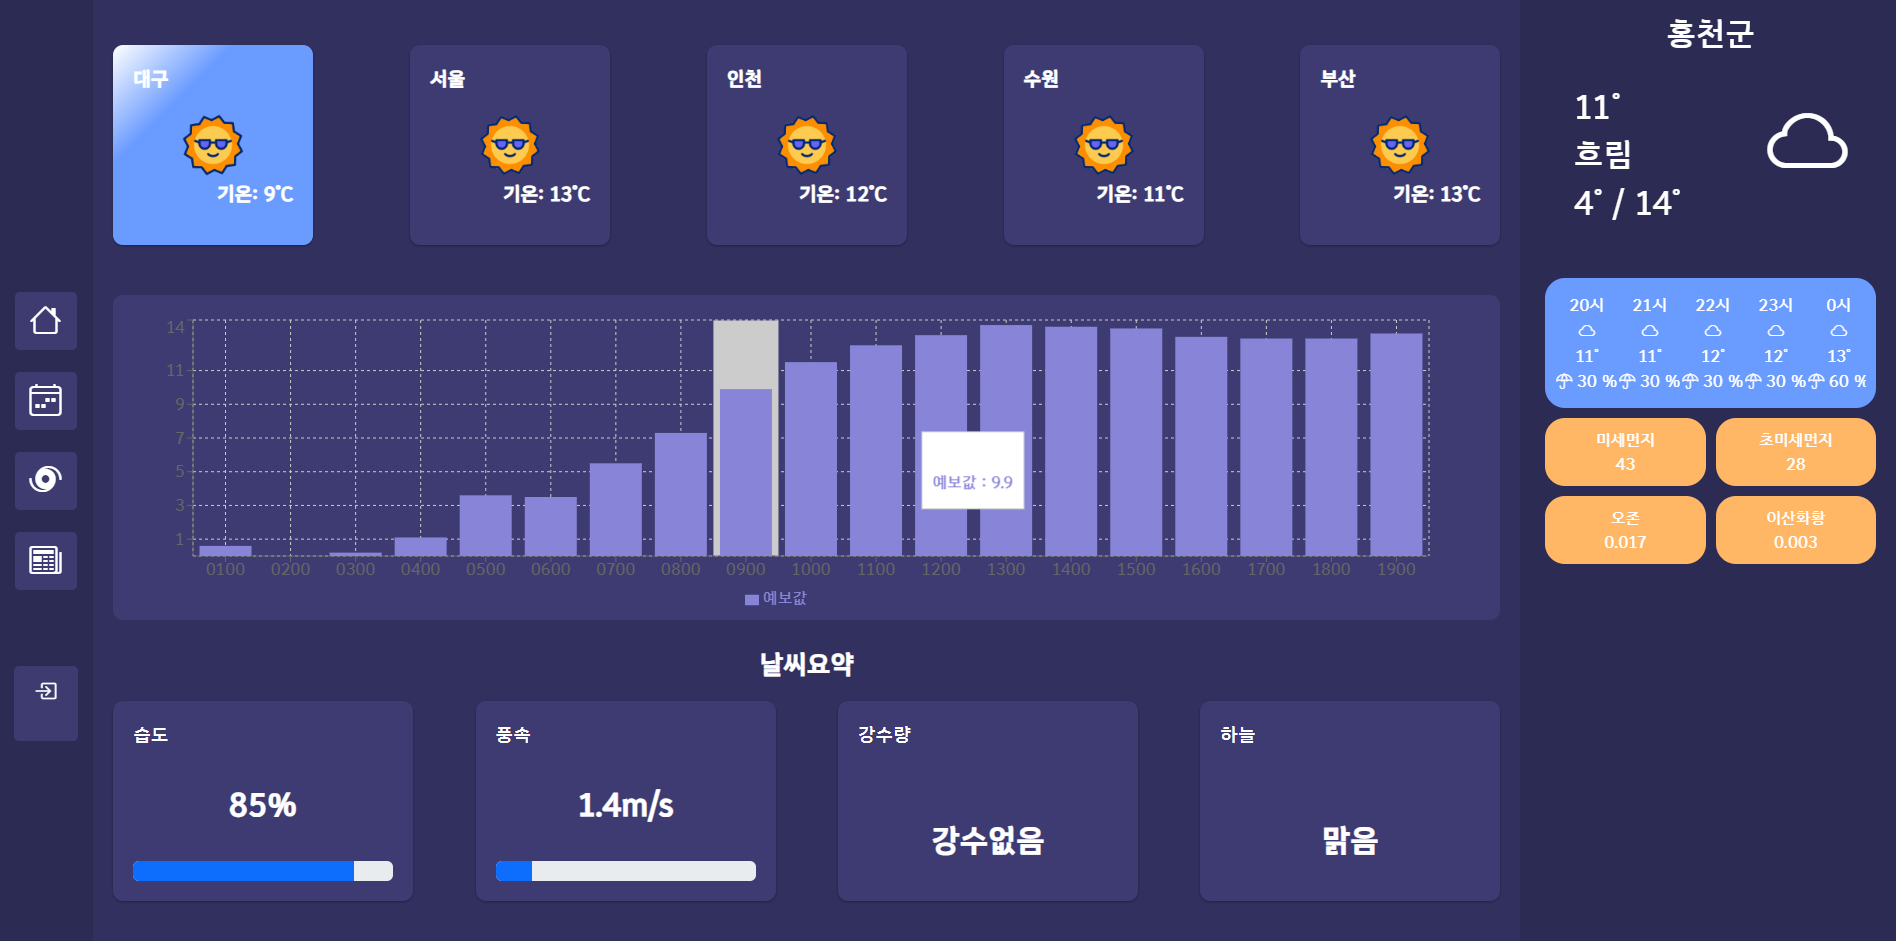 대구
기온: 9℃
서울
기온: 13℃
인천
기온: 12℃
수원
기온: 11℃
부산
기온: 13℃
14
11
9
7
5
3
1
0100 0200 0300 0400 0500 0600 0700 0800 0900 1000 1100 1200 1300 1400 1500 1600 1700 1800 1900
예보값 : 9.9
예보값
날씨요약
습도
85%
풍속
1.4m/s
강수량
강수없음
하늘
맑음
홍천군
11°
흐림
4° / 14°
20시 21시 22시 23시 0시
11° 11° 12° 12° 13°
30 % 30 % 30 % 30 % 60 %
미세먼지
43
초미세먼지
28
오존
0.017
이산화황
0.003